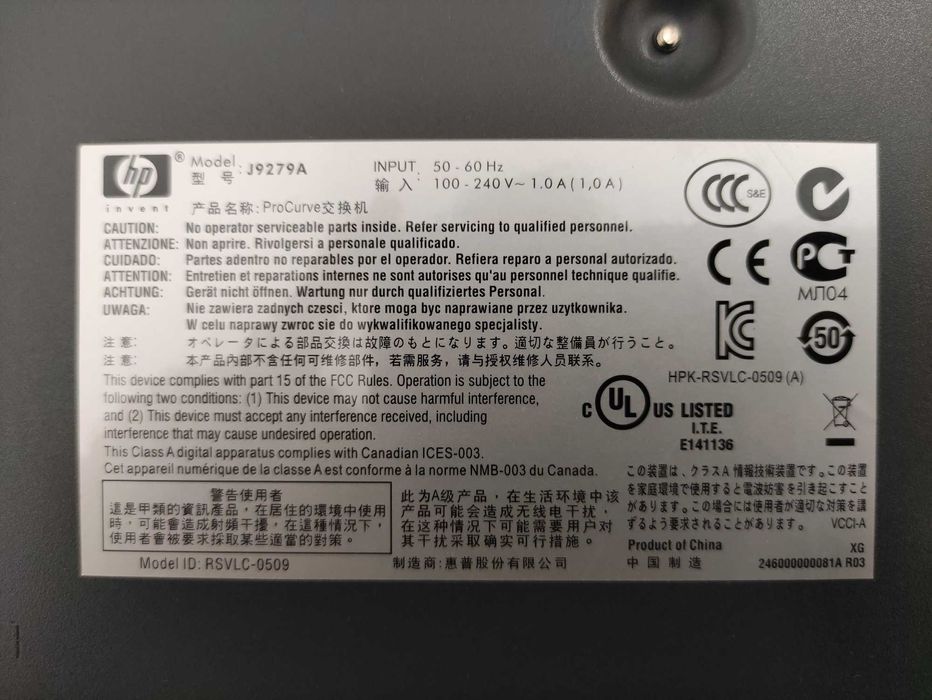 hp ®
invent
Model: J9279A
型 号:
INPUT 50 - 60 Hz
输 入: 100 - 240 V~ 1.0 A ( 1,0 A )
产品名称: ProCurve交换机
CAUTION: No operator serviceable parts inside. Refer servicing to qualified personnel.
ATTENZIONE: Non aprire. Rivolgersi a personale qualificado.
CUIDADO: Partes adentro no reparables por el operador. Refiera reparo a personal autorizado.
ATTENTION: Entretien et reparations internes ne sont autorises qu'au personnel technique qualifie.
ACHTUNG: Gerät nicht öffnen. Wartung nur durch qualifiziertes Personal.
UWAGA: Nie zawiera zadnych czesci, ktore moga byc naprawiane przez uzytkownika.
W celu naprawy zwroc sie do wykwalifikowanego specjalisty.
注 意: オペレータによる部品交換は故障のもとになります。適切な整備員が行うこと。
注 意: 本产品内部不含任何可维修部件，若需服务，请与授权维修人员联系。
This device complies with part 15 of the FCC Rules. Operation is subject to the
following two conditions: (1) This device may not cause harmful interference,
and (2) This device must accept any interference received, including
interference that may cause undesired operation.
This Class A digital apparatus complies with Canadian ICES-003.
Cet appareil numérique de la classe A est conforme à la norme NMB-003 du Canada.
CCC S&E
CE
PCT
МЛ04
KC
50
HPK-RSVLC-0509 (A)
C UL US LISTED
I.T.E.
E141136
警告使用者
這是甲類的資訊產品，在居住的環境中使用
時，可能會造成射頻干擾，在這種情況下，
使用者會被要求採取某些適當的對策。
此为A级产品，在生活环境中该
产品可能会造成无线电干扰，
在这种情况下可能需要用户对
其干扰采取确实可行措施。
この装置は、クラスA 情報技術装置です。この装置
を家庭環境で使用すると電波妨害を引き起こすこと
があります。この場合には使用者が適切な対策を講
ずるよう要求されることがあります。 VCCI-A
Model ID: RSVLC-0509
制造商:惠普股份有限公司
Product of China
中 国 制 造
XG
246000000081A R03